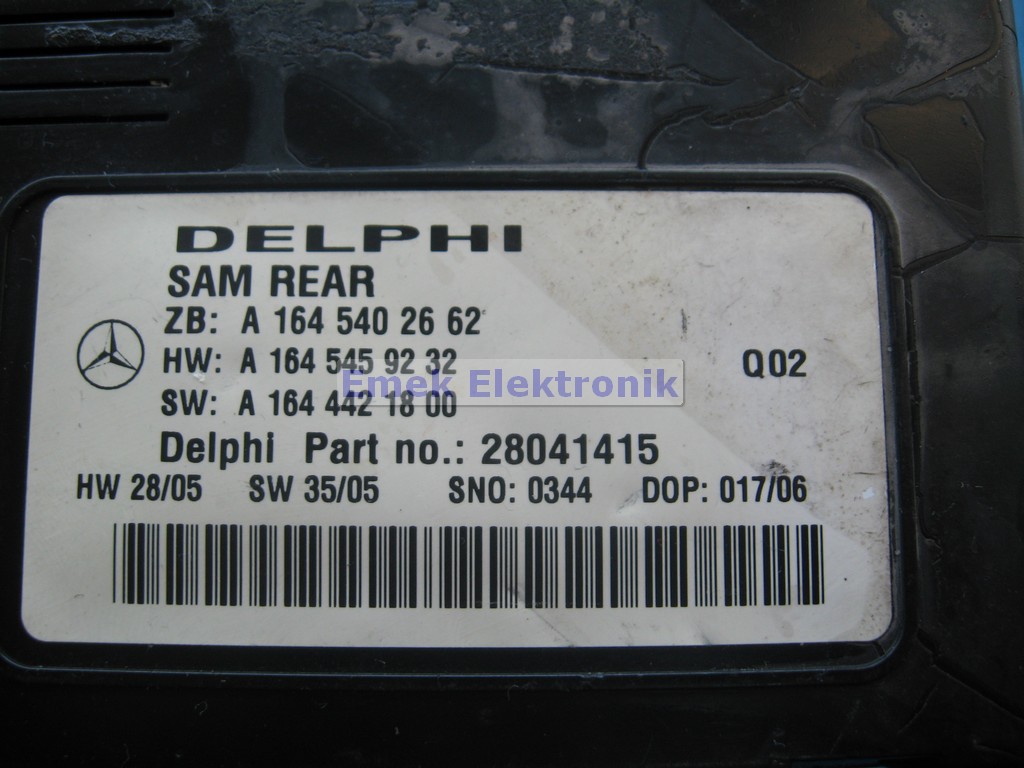 DELPHI
SAM REAR
ZB: A 164 540 26 62
HW: A 164 545 92 32
Q02
Emek Elektronik
SW: A 164 442 18 00
Delphi Part no.: 28041415
HW 28/05 SW 35/05 SNO: 0344 DOP: 017/06